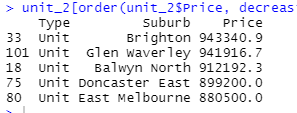 > unit_2[order(unit_2$Price, decreas
Type Suburb Price
33 Unit Brighton 943340.9
101 Unit Glen Waverley 941916.7
18 Unit Balwyn North 912192.3
75 Unit Doncaster East 899200.0
80 Unit East Melbourne 880500.0
>